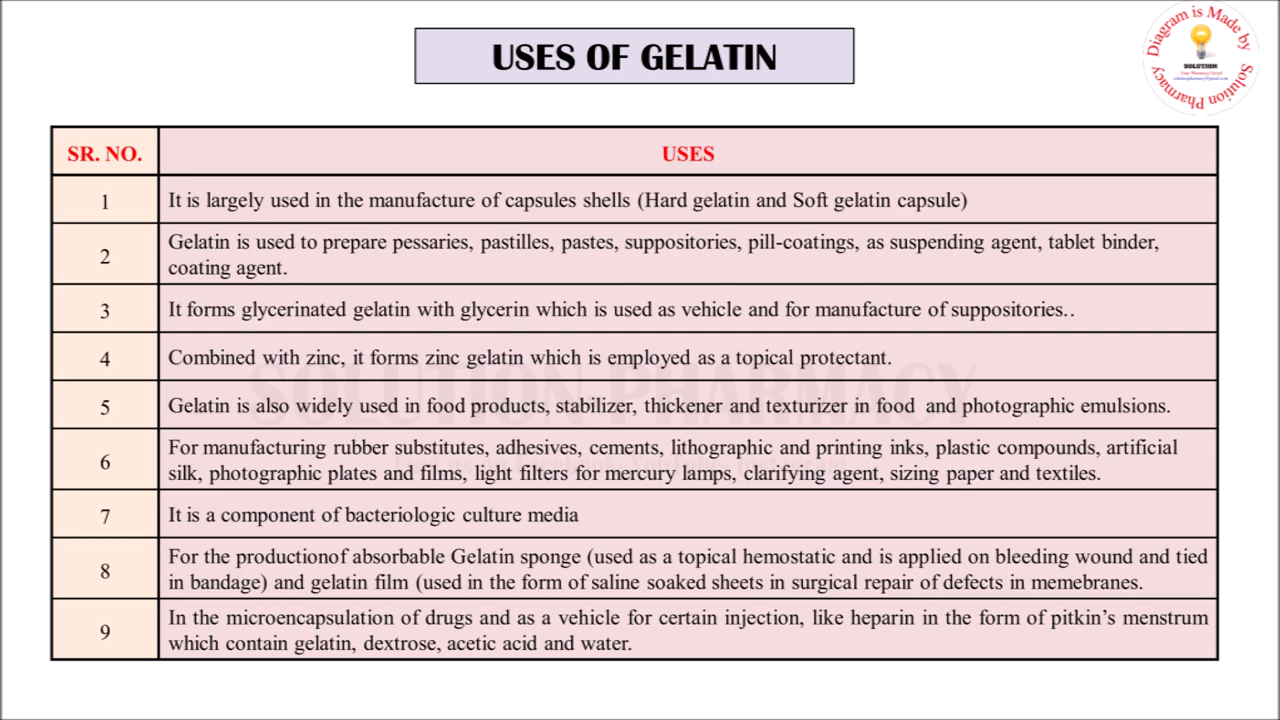 USES OF GELATIN
Diagram is Made by Solution Pharmacy
SOLUTION
SR. NO.
USES
1
It is largely used in the manufacture of capsules shells (Hard gelatin and Soft gelatin capsule)
2
Gelatin is used to prepare pessaries, pastilles, pastes, suppositories, pill-coatings, as suspending agent, tablet binder,
coating agent.
3
It forms glycerinated gelatin with glycerin which is used as vehicle and for manufacture of suppositories..
4
Combined with zinc, it forms zinc gelatin which is employed as a topical protectant.
SOLUTION PHARMACY
5
Gelatin is also widely used in food products, stabilizer, thickener and texturizer in food and photographic emulsions.
6
For manufacturing rubber substitutes, adhesives, cements, lithographic and printing inks, plastic compounds, artificial
silk, photographic plates and films, light filters for mercury lamps, clarifying agent, sizing paper and textiles.
7
It is a component of bacteriologic culture media
8
For the productionof absorbable Gelatin sponge (used as a topical hemostatic and is applied on bleeding wound and tied
in bandage) and gelatin film (used in the form of saline soaked sheets in surgical repair of defects in memebranes.
9
In the microencapsulation of drugs and as a vehicle for certain injection, like heparin in the form of pitkin’s menstrum
which contain gelatin, dextrose, acetic acid and water.